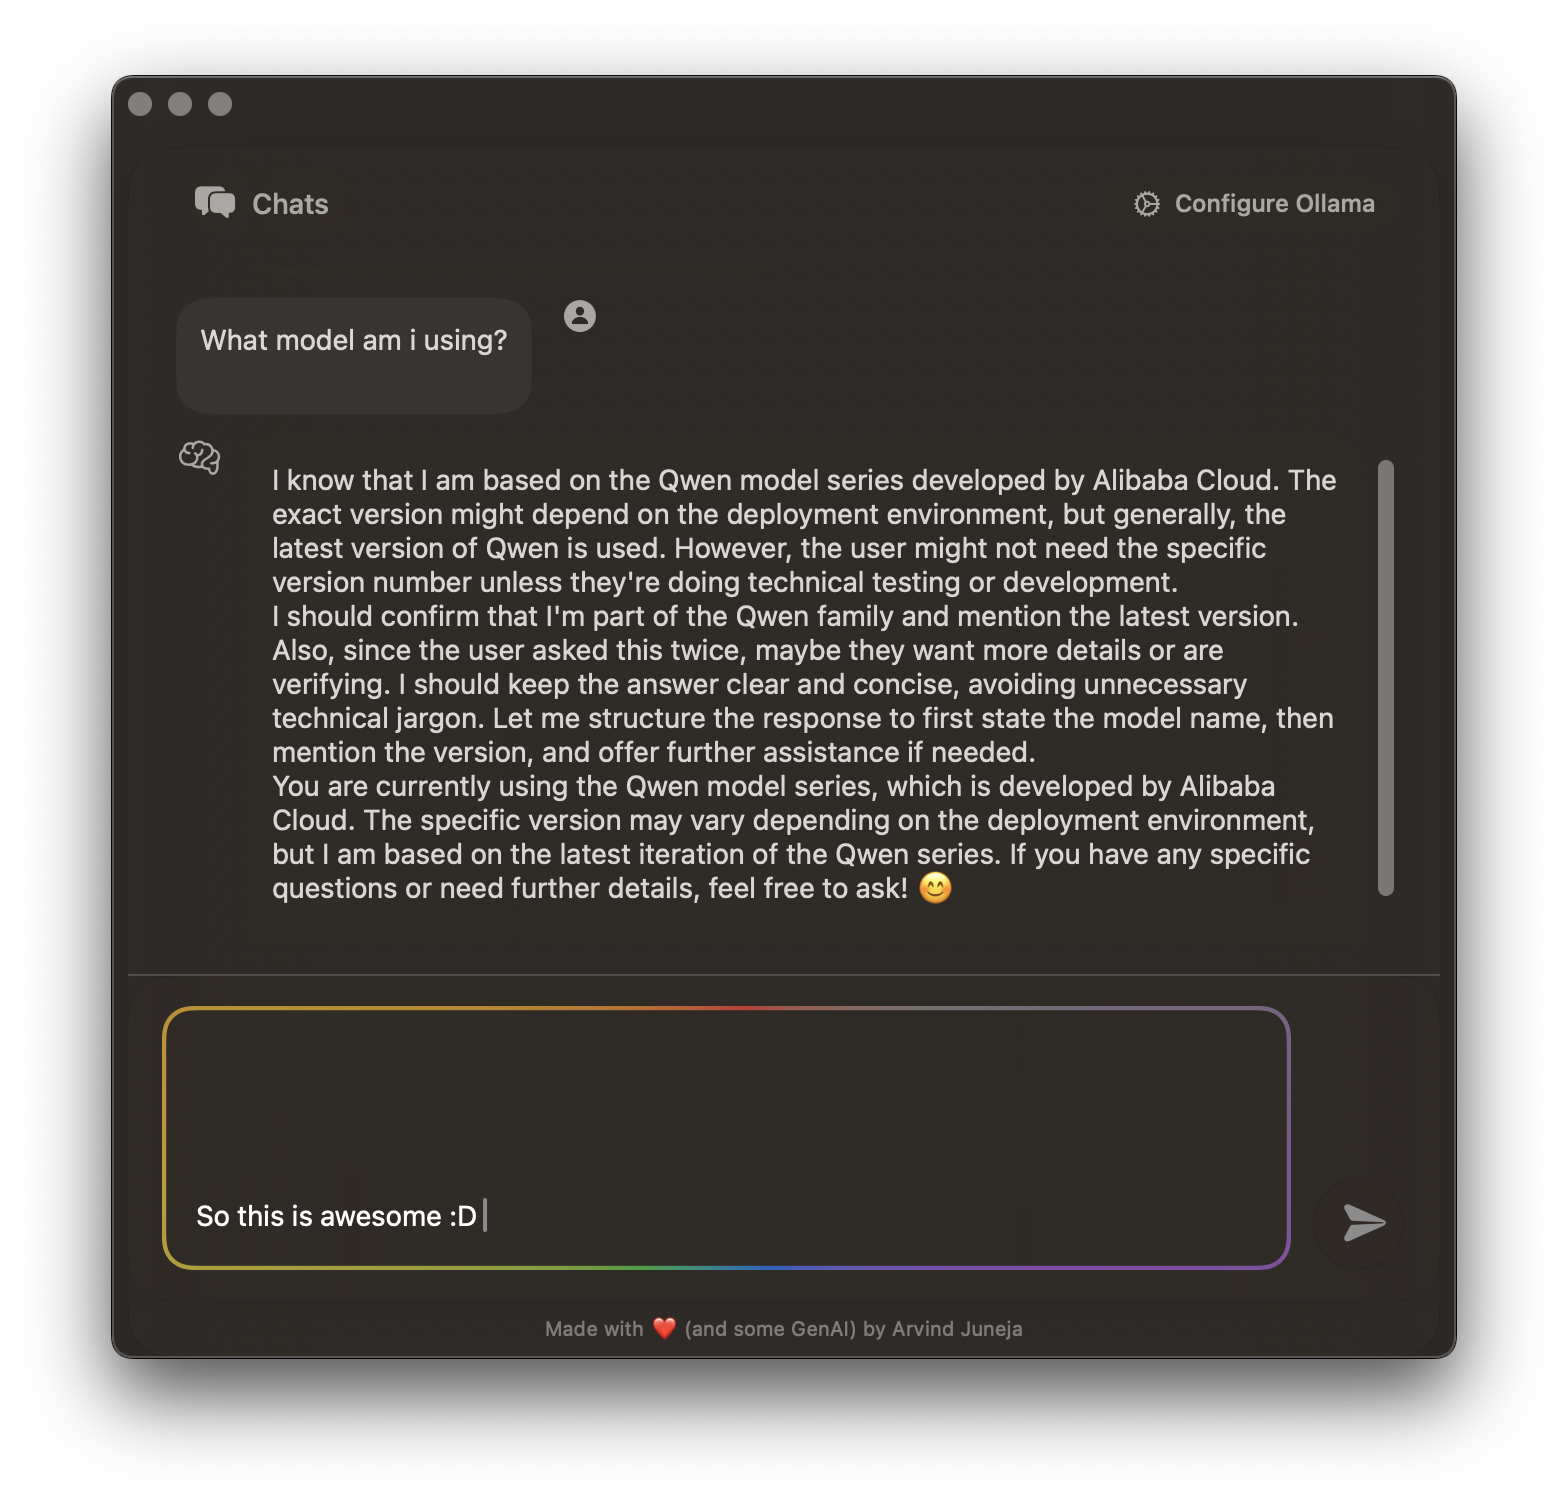 Chats
Configure Ollama
What model am i using?
I know that I am based on the Qwen model series developed by Alibaba Cloud. The
exact version might depend on the deployment environment, but generally, the
latest version of Qwen is used. However, the user might not need the specific
version number unless they're doing technical testing or development.
I should confirm that I'm part of the Qwen family and mention the latest version.
Also, since the user asked this twice, maybe they want more details or are
verifying. I should keep the answer clear and concise, avoiding unnecessary
technical jargon. Let me structure the response to first state the model name, then
mention the version, and offer further assistance if needed.
You are currently using the Qwen model series, which is developed by Alibaba
Cloud. The specific version may vary depending on the deployment environment,
but I am based on the latest iteration of the Qwen series. If you have any specific
questions or need further details, feel free to ask! 😊
So this is awesome :D
Made with ❤️ (and some GenAI) by Arvind Juneja